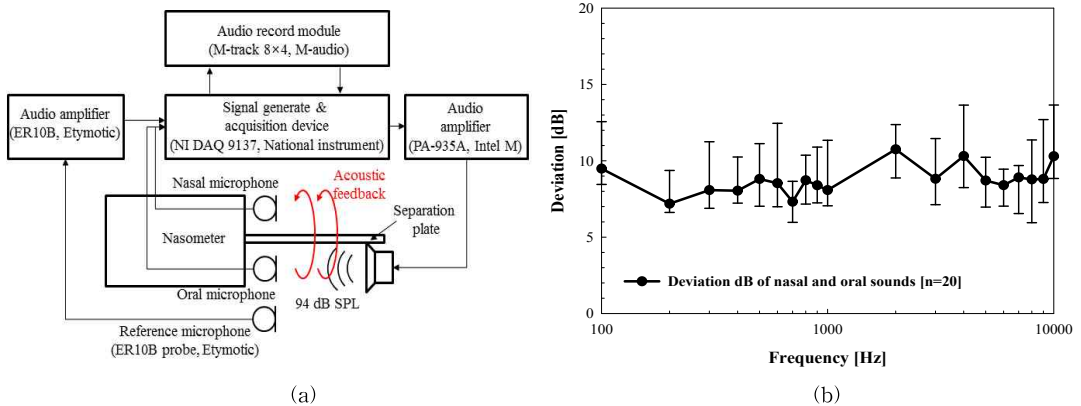 Audio record module
(M-track 8×4, M-audio)
Audio amplifier
(ER10B, Etymotic)
Signal generate &
acquisition device
(NI DAQ 9137, National instrument)
Audio
amplifier
(PA-935A, Intel M)
Nasal microphone
Acoustic
feedback
Separation
plate
Nasometer
Oral microphone
94 dB SPL
Reference microphone
(ER10B probe, Etymotic)
(a)
20
15
10
5
0
Deviation [dB]
Deviation dB of nasal and oral sounds [n=20]
100
1000
10000
Frequency [Hz]
(b)